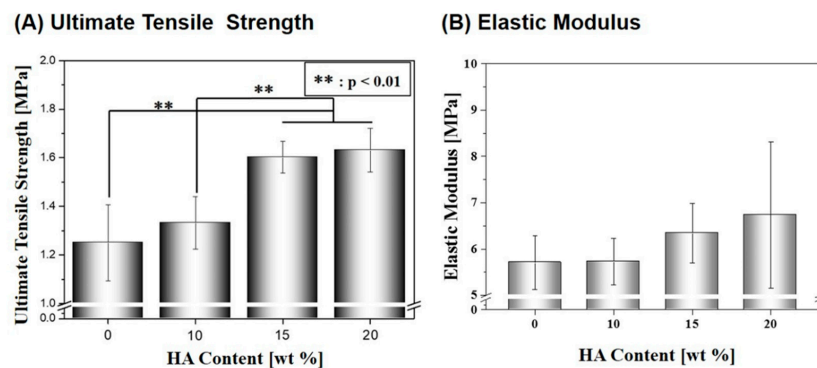 (A) Ultimate Tensile Strength
Ultimate Tensile Strength [MPa]
2.0
1.8
1.6
1.4
1.2
1.0
0.0
** : p < 0.01
**
**
0 10 15 20
HA Content [wt %]
(B) Elastic Modulus
Elastic Modulus [MPa]
10
9
8
7
6
5
0
0 10 15 20
HA Content [wt %]